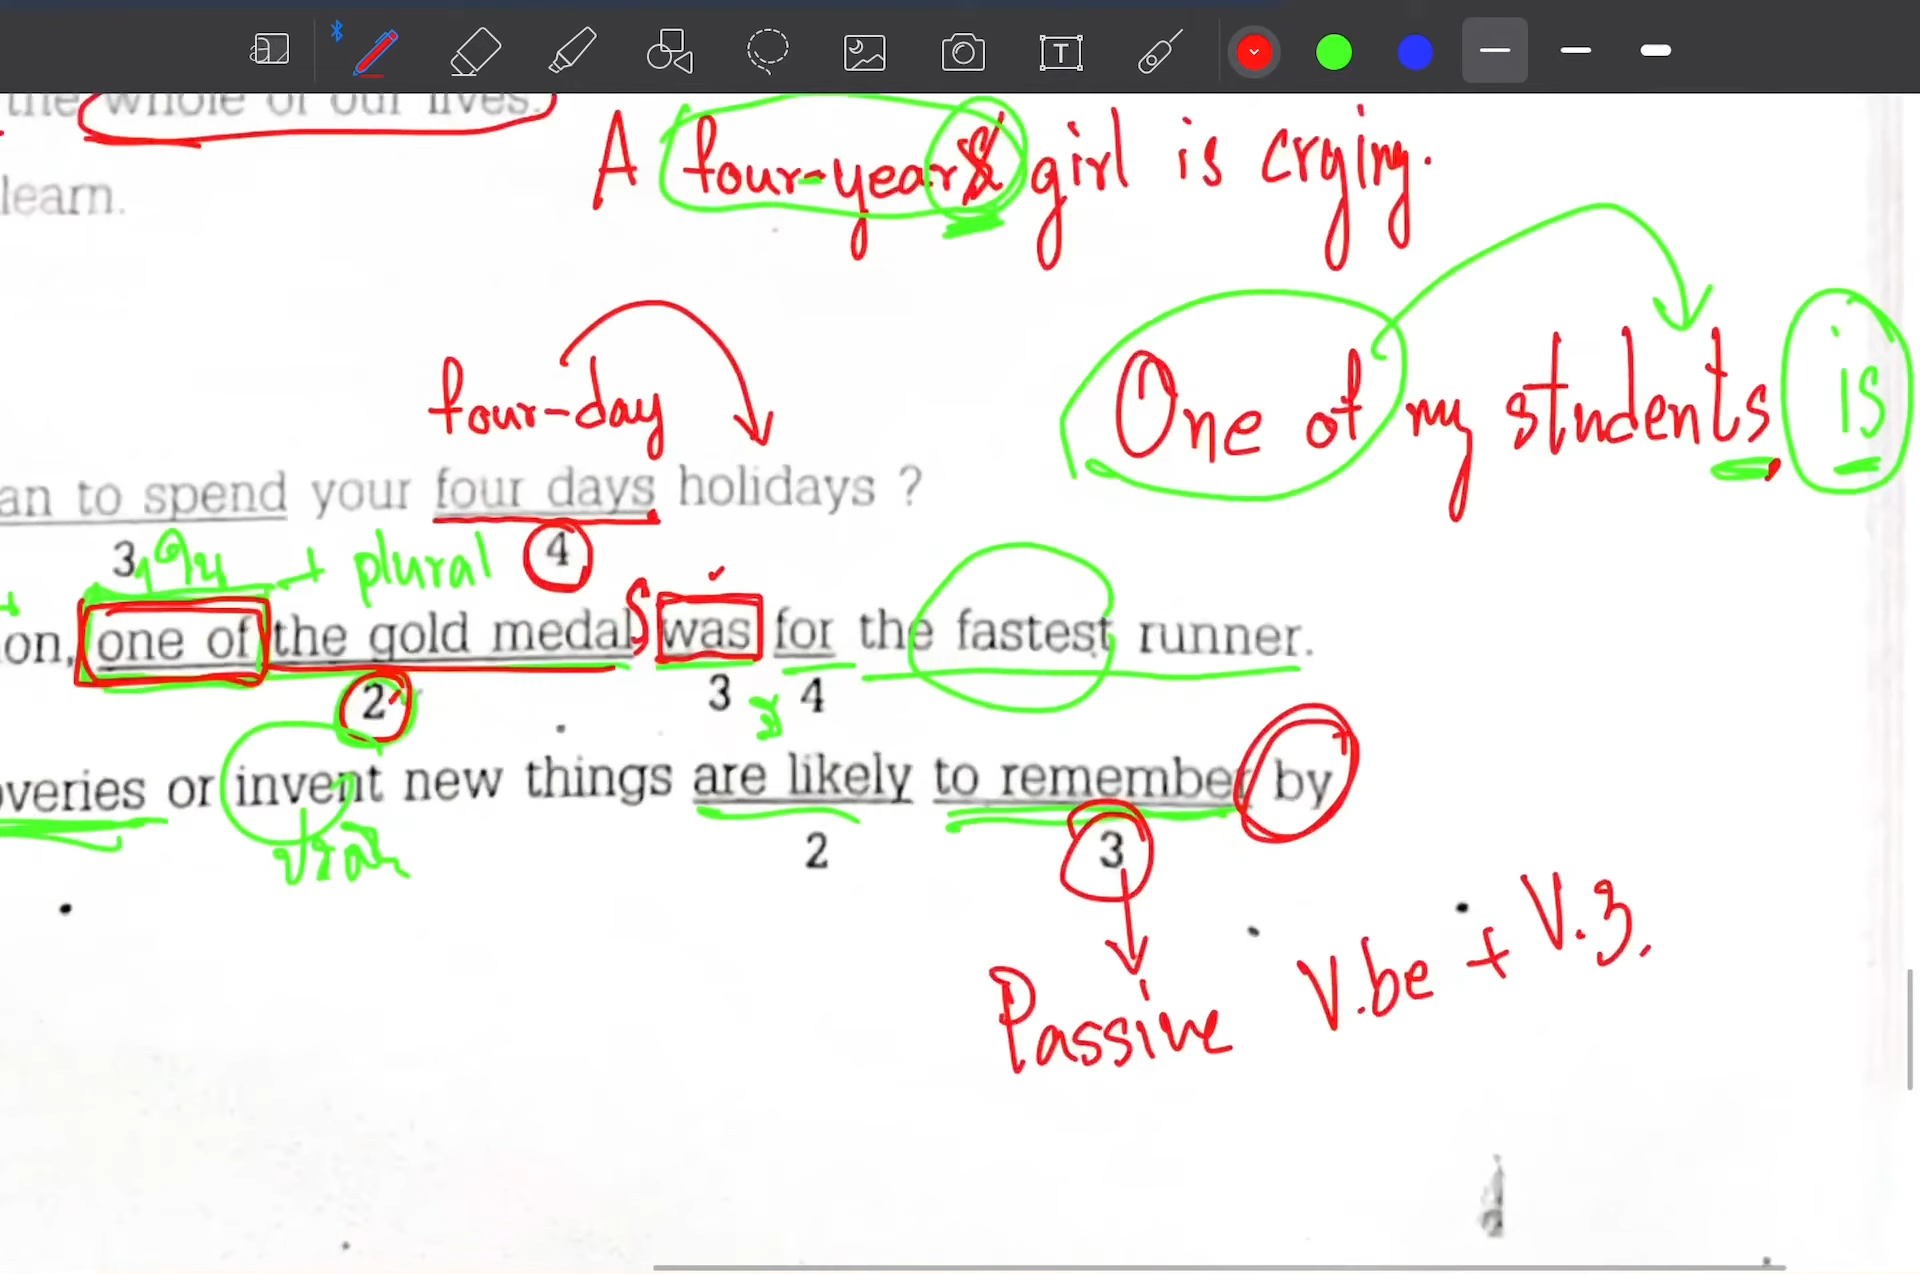 the whole of our lives.
A four-years girl is crying.
learn.
four-day
One of my students, is
an to spend your four days holidays ?
3 + plural 4
on, one of the gold medals was for the fastest runner.
2 3 4
overies or invent new things are likely to remember by
2 3
Passive V.be + V.3.